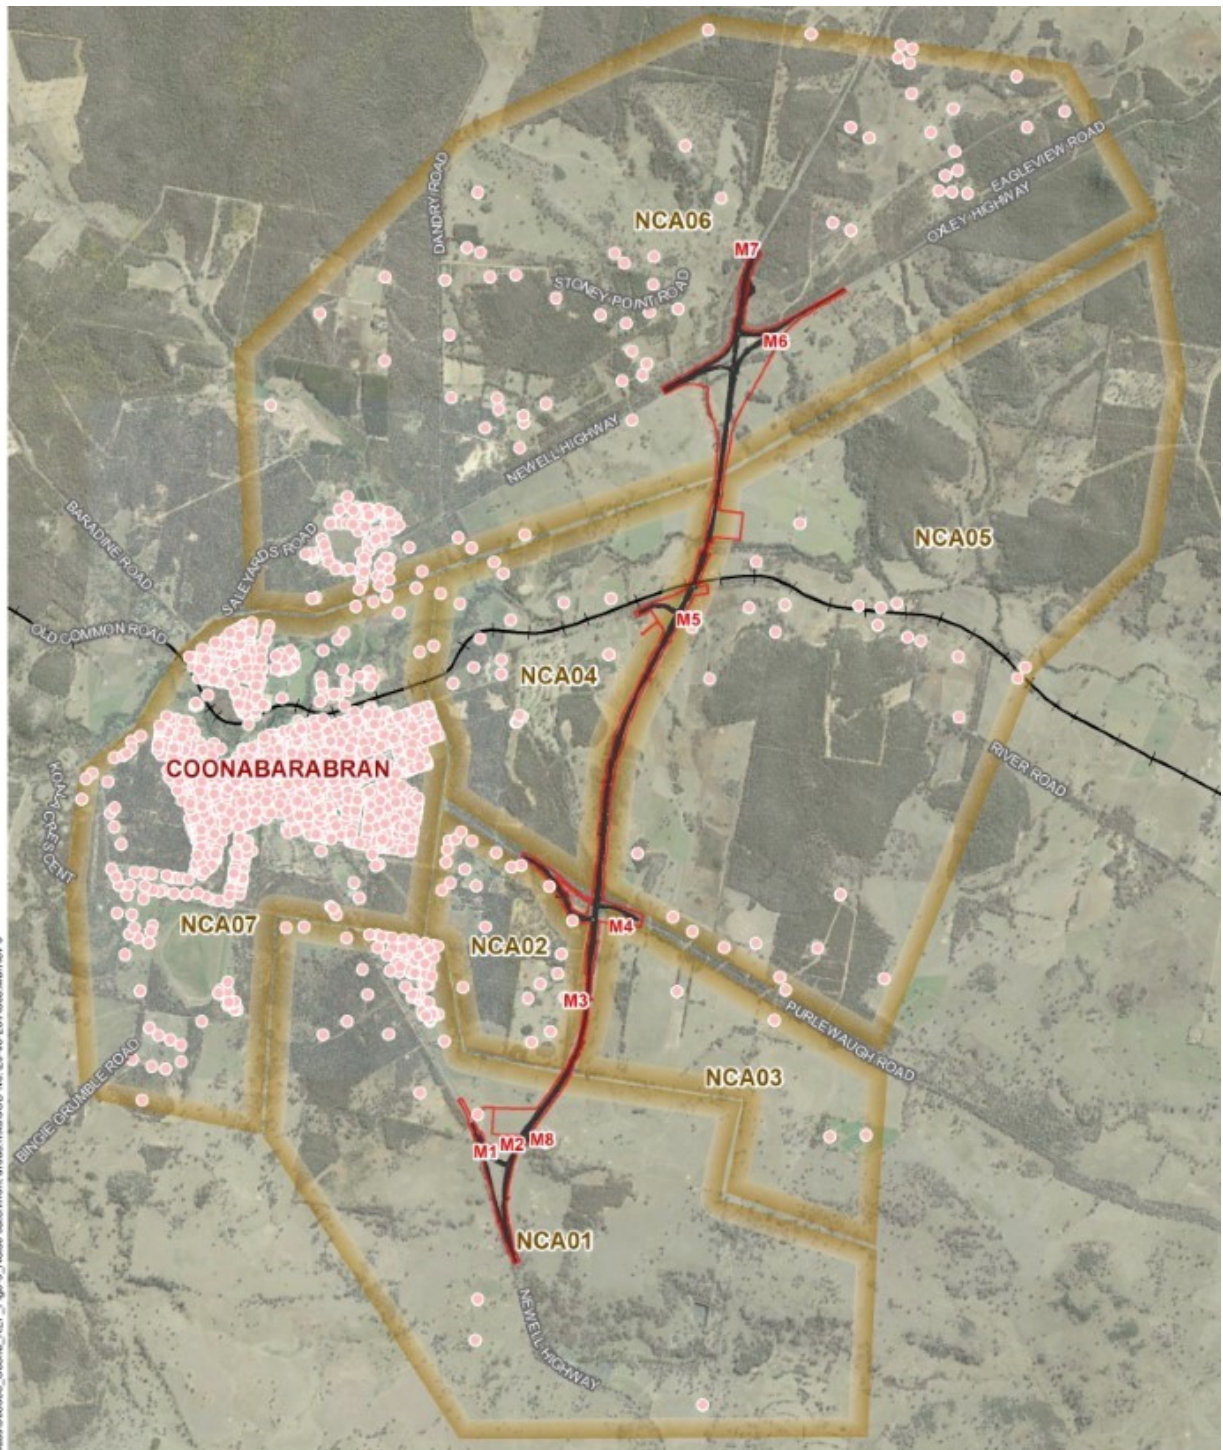 EAGLEVIEW ROAD
DANDRY ROAD
OXLEY HIGHWAY
NCA06
M7
STONEY POINT ROAD
M6
NEWELL HIGHWAY
BARADINE ROAD
SALEYARDS ROAD
NCA05
OLD COMMON ROAD
M5
NCA04
RIVER ROAD
COONABARABRAN
KONA CRESCENT
NCA07
M4
NCA02
M3
PURLEWAUGH ROAD
NCA03
BINGIE GRUMBLE ROAD
M1
M2
M8
NCA01
NEWELL HIGHWAY